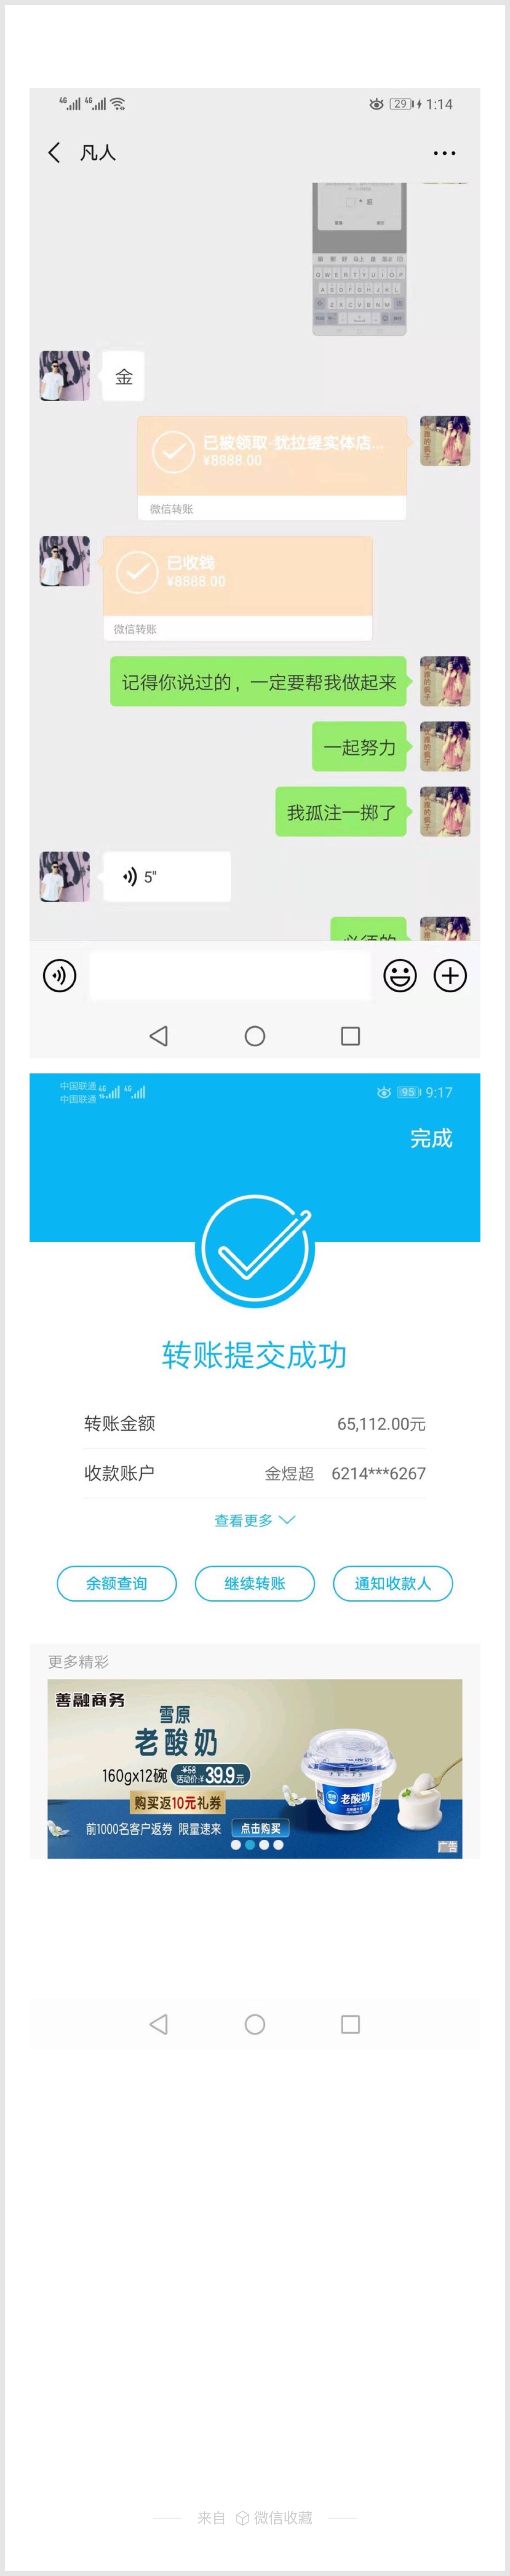 4G 4G 29 1:14
凡人
超
Q W E R T Y U I O P
A S D F G H J K L
Z X C V B N M
金
已被领取-犹拉缇实体店...
¥8888.00
微信转账
已收钱
¥8888.00
微信转账
记得你说过的，一定要帮我做起来
一起努力
我孤注一掷了
5"
必须的
中国联通 4G 4G 95 9:17
中国联通
完成
转账提交成功
转账金额 65,112.00元
收款账户 金煜超 6214***6267
查看更多
余额查询 继续转账 通知收款人
更多精彩
善融商务
雪原
老酸奶
160gx12碗 ¥58
活动价:¥39.9元
购买返10元礼券
前1000名客户返券 限量速来 点击购买
老酸奶
广告
来自 微信收藏